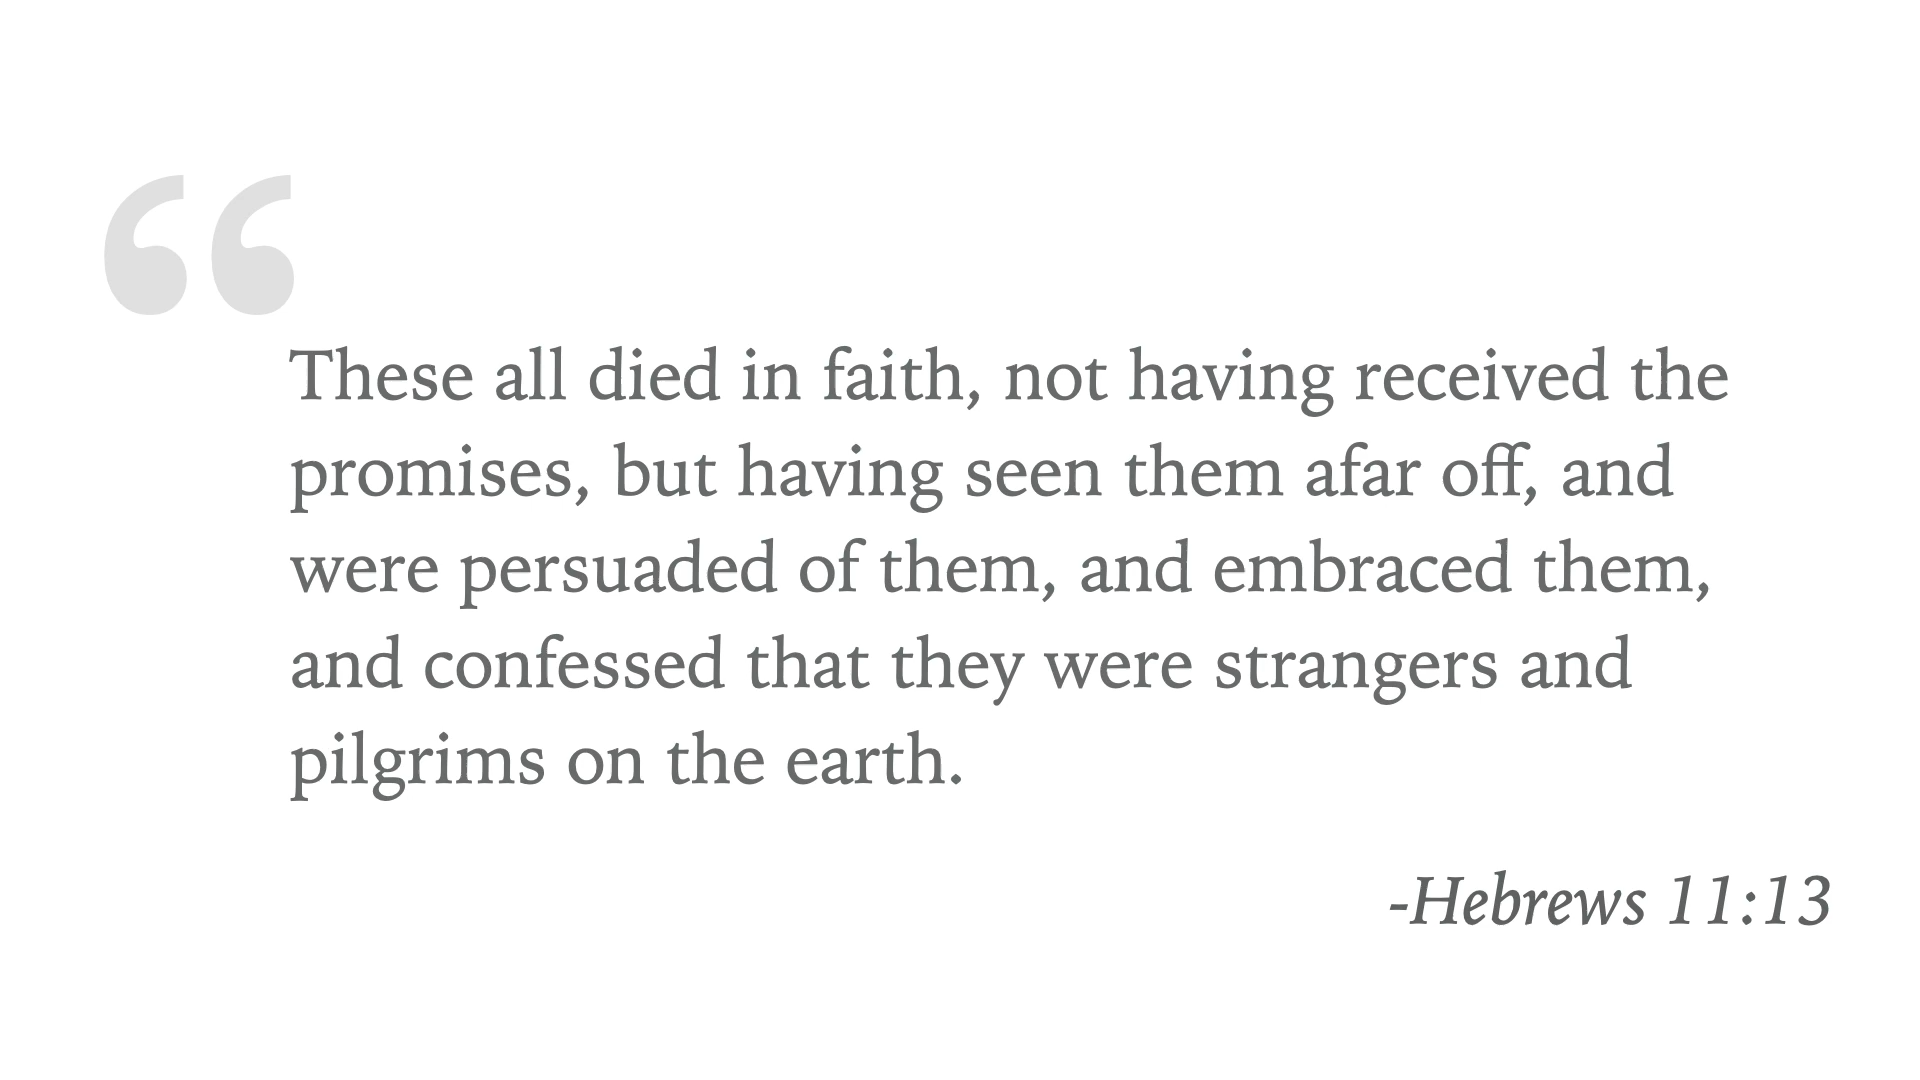 “
These all died in faith, not having received the
promises, but having seen them afar off, and
were persuaded of them, and embraced them,
and confessed that they were strangers and
pilgrims on the earth.
-Hebrews 11:13